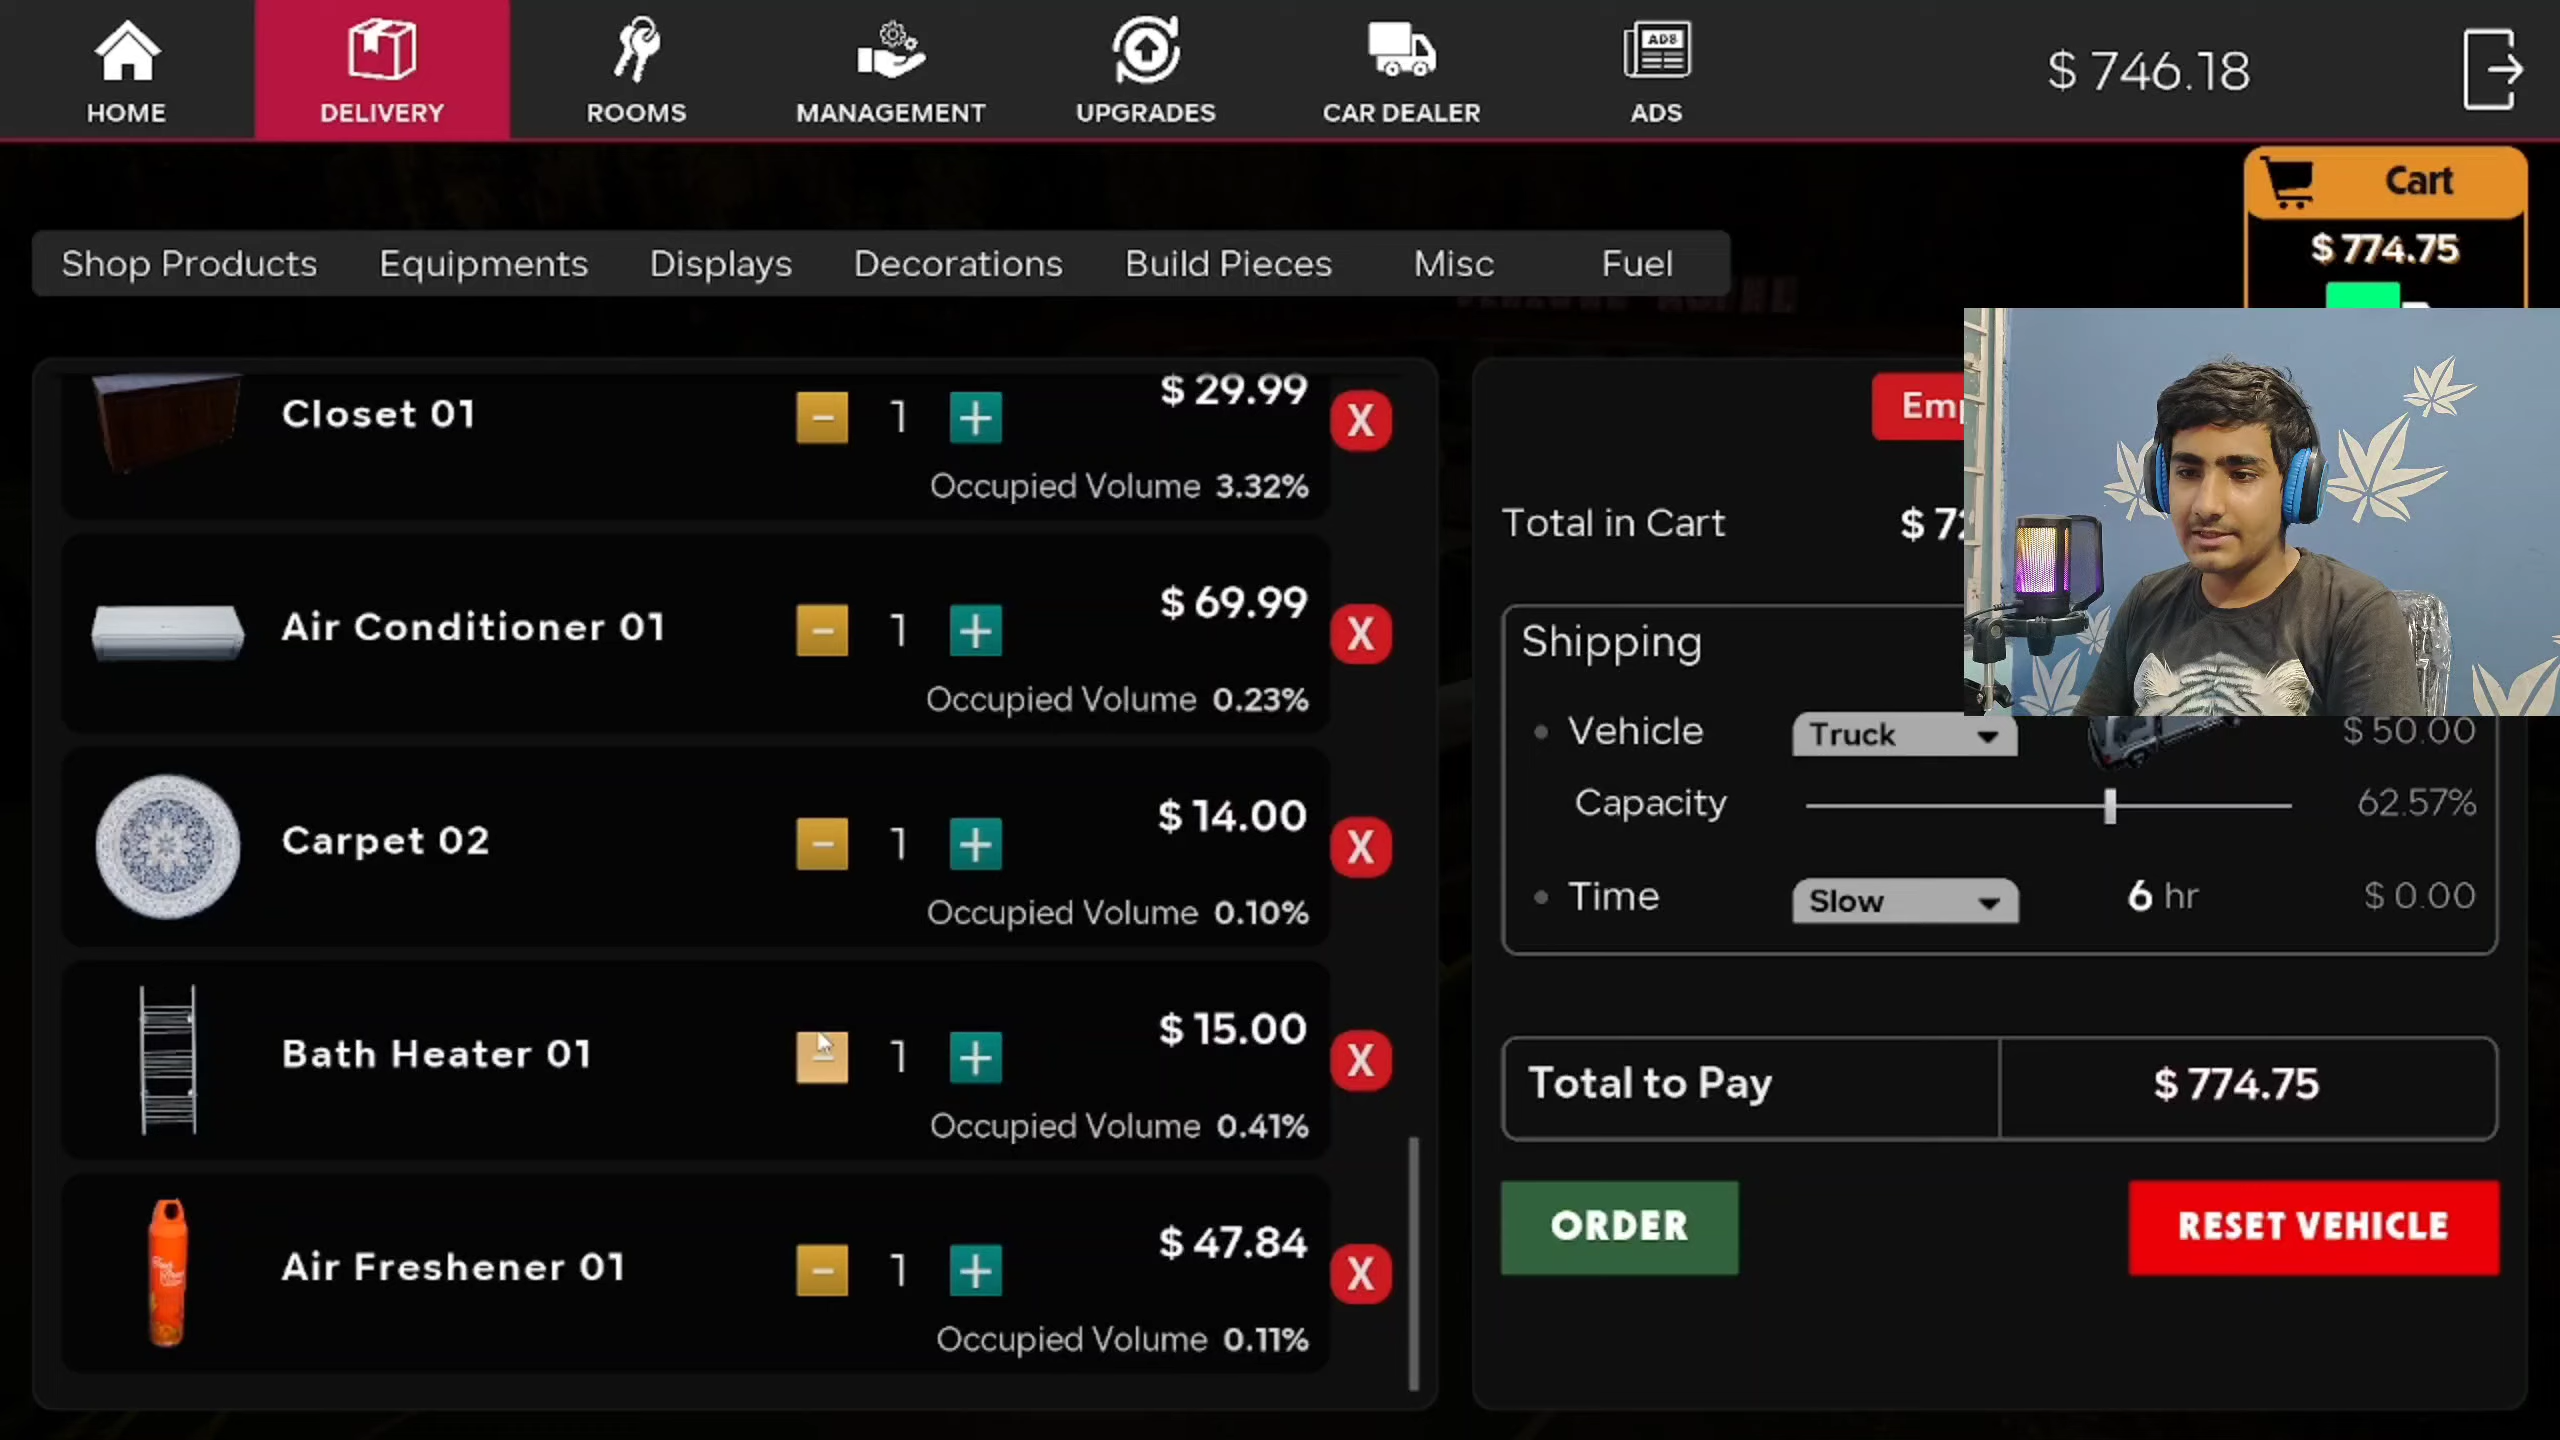 HOME
DELIVERY
ROOMS
MANAGEMENT
UPGRADES
CAR DEALER
ADS
ADS
$ 746.18
Cart
$ 774.75
Shop Products
Equipments
Displays
Decorations
Build Pieces
Misc
Fuel
Closet 01
− 1 +
$ 29.99
X
Occupied Volume 3.32%
Air Conditioner 01
− 1 +
$ 69.99
X
Occupied Volume 0.23%
Carpet 02
− 1 +
$ 14.00
X
Occupied Volume 0.10%
Bath Heater 01
− 1 +
$ 15.00
X
Occupied Volume 0.41%
Air Freshener 01
− 1 +
$ 47.84
X
Occupied Volume 0.11%
Total in Cart
Shipping
Vehicle
Truck
$ 50.00
Capacity
62.57%
Time
Slow
6 hr
$ 0.00
Total to Pay
$ 774.75
ORDER
RESET VEHICLE